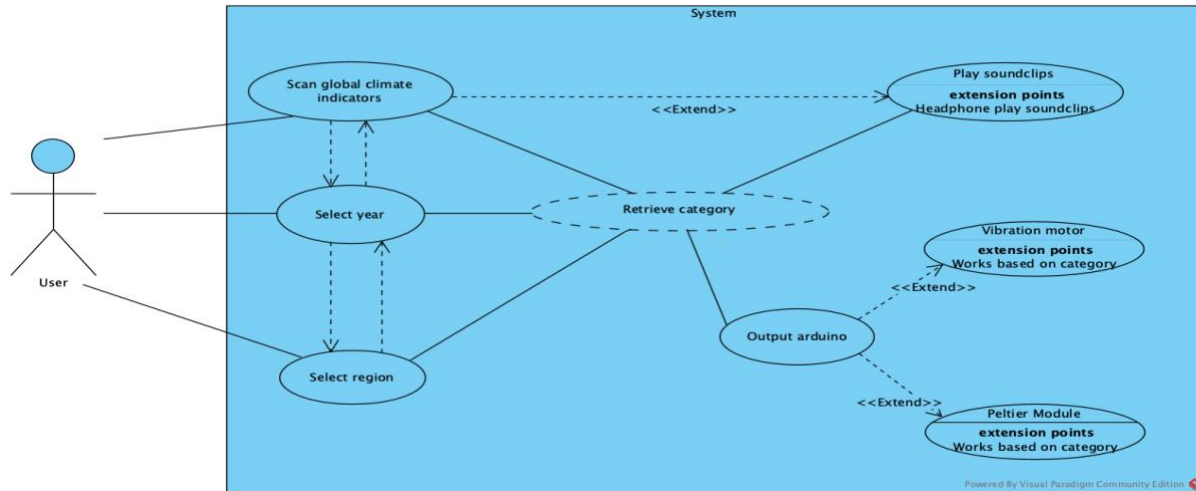 System
Scan global climate
indicators
Play soundclips
extension points
Headphone play soundclips
<<Extend>>
Select year
Retrieve category
Vibration motor
extension points
Works based on category
<<Extend>>
User
Output arduino
Select region
<<Extend>>
Peltier Module
extension points
Works based on category
Powered By Visual Paradigm Community Edition